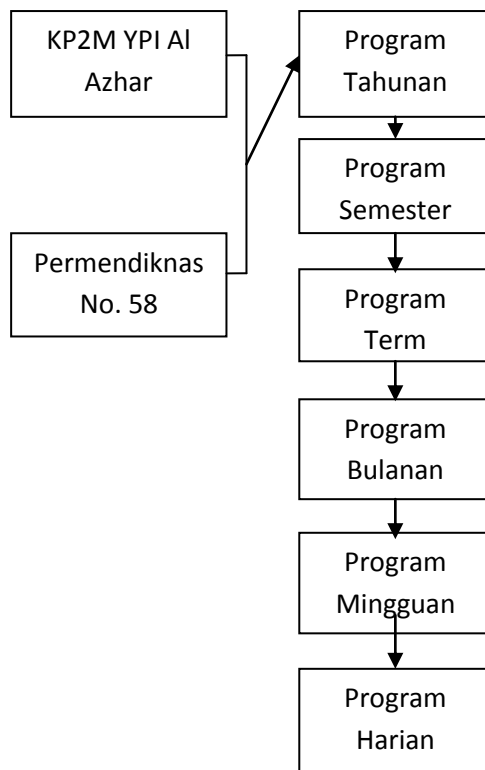 KP2M YPI Al
Azhar
Permendiknas
No. 58
Program
Tahunan
Program
Semester
Program
Term
Program
Bulanan
Program
Mingguan
Program
Harian